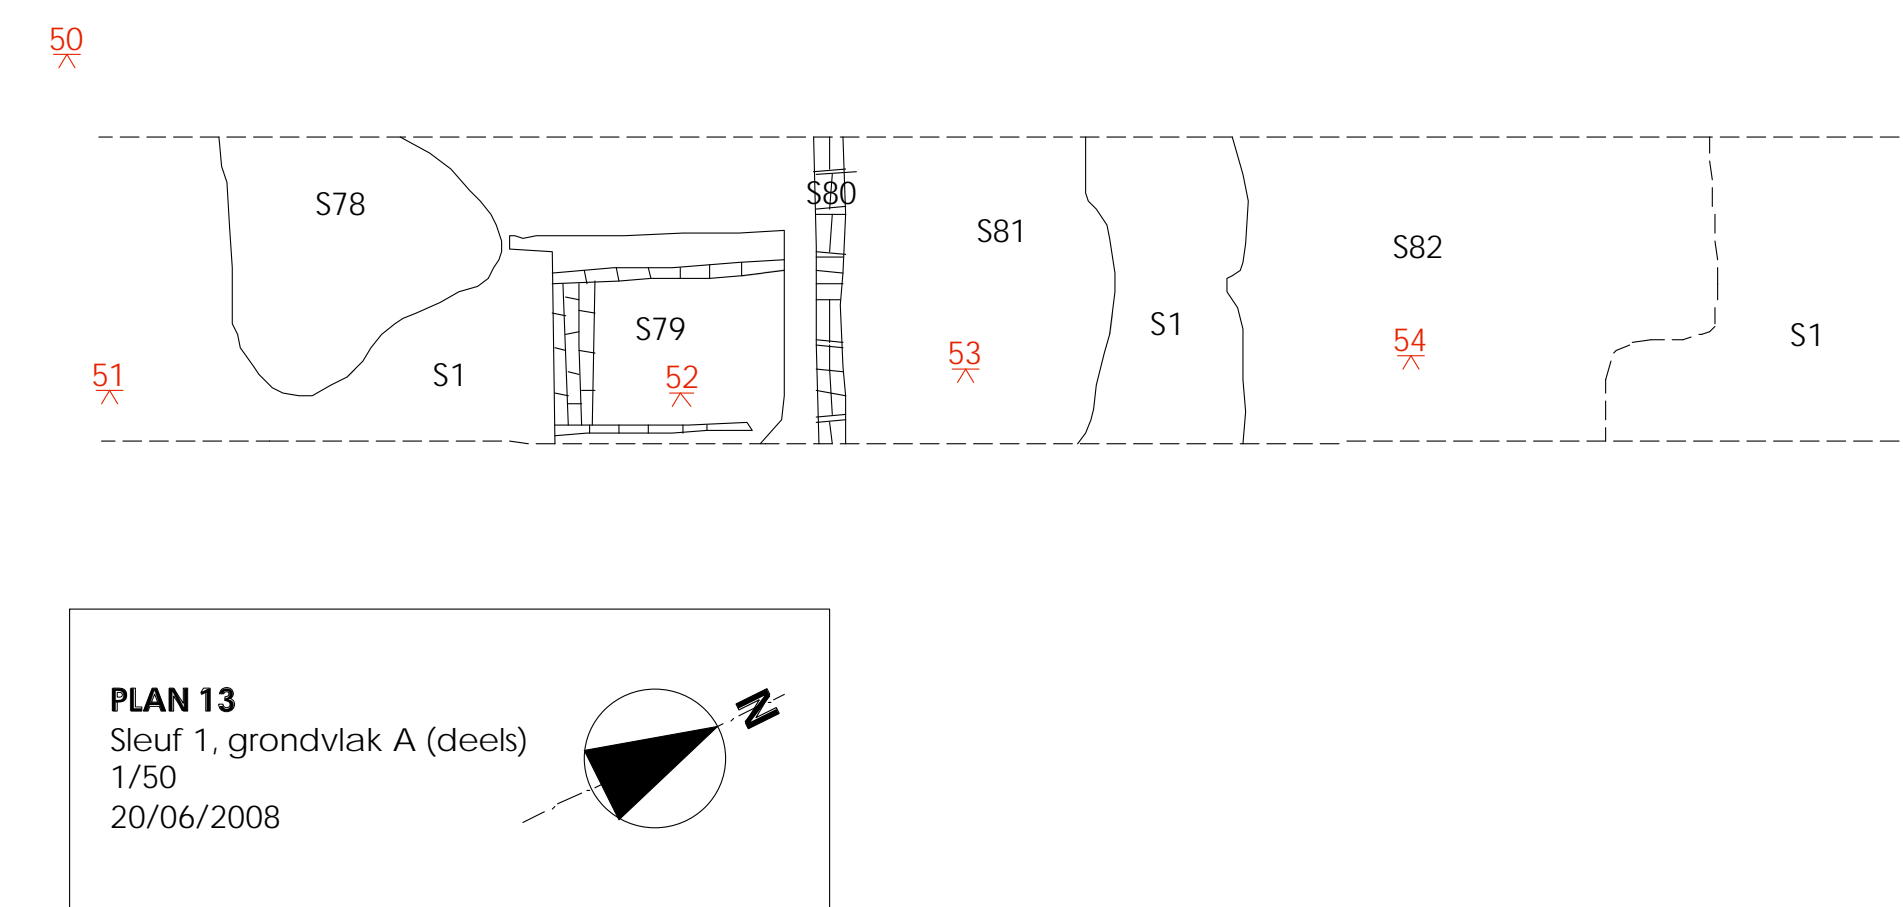 50
S78
S80
S81
S82
S79
S1
S1
S1
51
52
53
54
PLAN 13
N
Sleuf 1, grondvlak A (deels)
1/50
20/06/2008